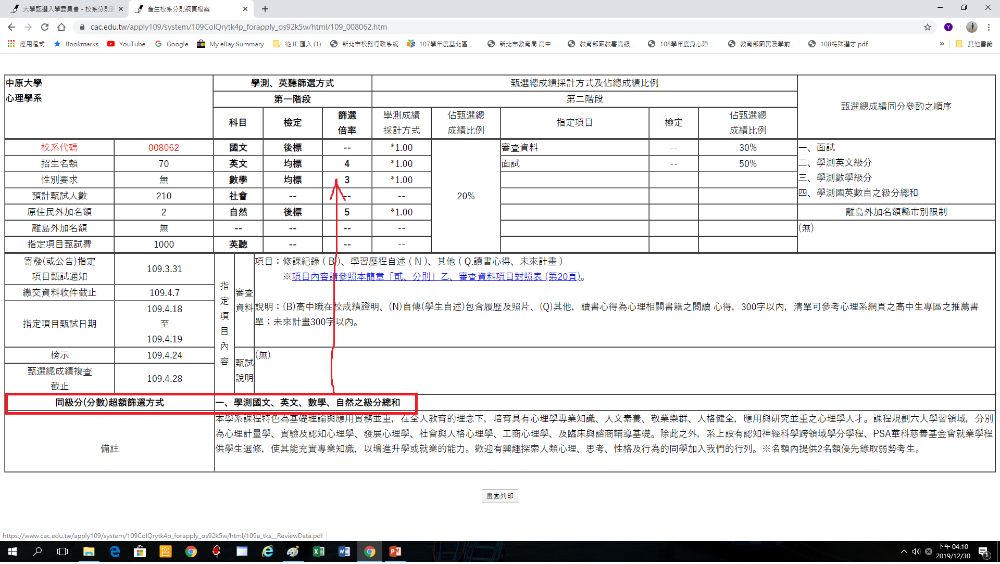 大學甄選入學委員會 - 校系分則
產生校系分則網頁檔案
cac.edu.tw/apply109/system/109ColQrytk4p_forapply_os92k5w/html/109_008062.htm
Y
應用程式 Bookmarks YouTube Google My eBay Summary 從 IE 匯入 (1) 新北市校務行政系統 107學年度基北區... 新北市教育局 高中... 教育部國教署高級... 108學年度身心障... 教育部國民及學前... 108特殊選才.pdf » 其他書籤
中原大學
心理學系
學測、英聽篩選方式
甄選總成績採計方式及佔總成績比例
甄選總成績同分參酌之順序
第一階段
第二階段
科目
檢定
篩選
倍率
學測成績
採計方式
佔甄選總
成績比例
指定項目
檢定
佔甄選總
成績比例
校系代碼 008062 國文 後標 -- *1.00 審查資料 -- 30%
招生名額 70 英文 均標 4 *1.00 面試 -- 50%
性別要求 無 數學 均標 3 *1.00
預計甄試人數 210 社會 -- -- --
20%
原住民外加名額 2 自然 後標 5 *1.00
離島外加名額 無 -- -- -- --
指定項目甄試費 1000 英聽 -- -- --
一、面試
二、學測英文級分
三、學測數學級分
四、學測國英數自之級分總和
離島外加名額縣市別限制
(無)
寄發(或公告)指定
項目甄試通知
109.3.31
繳交資料收件截止 109.4.7
指定項目甄試日期
109.4.18
至
109.4.19
榜示 109.4.24
甄選總成績複查
截止
109.4.28
指
定
項
目
內
容
審查
資料
項目：修課紀錄 ( B )、學習歷程自述 ( N )、其他 ( Q.讀書心得、未來計畫 )
※項目內容請參照本簡章「貳、分則」乙、審查資料項目對照表 (第20頁)。
說明：(B)高中職在校成績證明、(N)自傳(學生自述)包含履歷及照片、(Q)其他，讀書心得為心理相關書籍之閱讀 心得，300字以內，清單可參考心理系網頁之高中生專區之推薦書
單；未來計畫300字以內。
甄試
說明
(無)
同級分(分數)超額篩選方式 一、學測國文、英文、數學、自然之級分總和
備註
本學系課程特色為基礎理論與應用實務並重，在全人教育的理念下，培育具有心理學專業知識、人文素養、敬業樂群、人格健全，應用與研究並重之心理學人才。課程規劃六大學習領域，分別
為心理計量學、實驗及認知心理學、發展心理學、社會與人格心理學、工商心理學、及臨床與諮商輔導基礎。除此之外，系上設有認知神經科學跨領域學分學程、PSA華科慈善基金會就業學程
供學生選修，使其能充實專業知識，以增進升學或就業的能力。歡迎有興趣探索人類心理、思考、性格及行為的同學加入我們的行列。※名額內提供2名額優先錄取弱勢考生。
畫面列印
https://www.cac.edu.tw/apply109/system/109ColQrytk4p_forapply_os92k5w/html/109a_tks__ReviewData.pdf
下午 04:10
2019/12/30
1